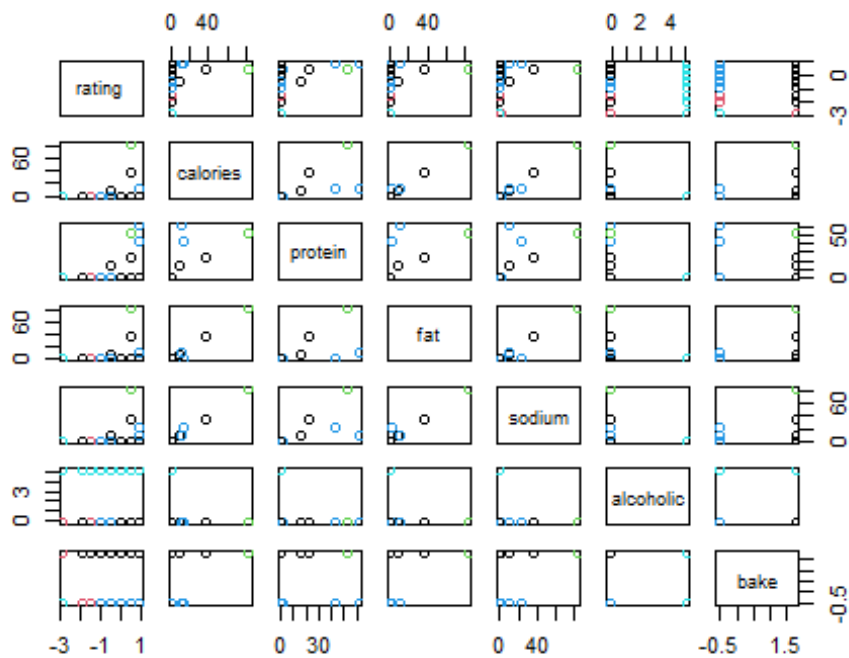 0 40 0 40 0 2 4
rating 0 -3
0 60 calories
protein 0 50
0 60 fat
sodium 0 60
0 3 alcoholic
bake -0.5
-3 -1 1 0 30 0 40 -0.5 1.5